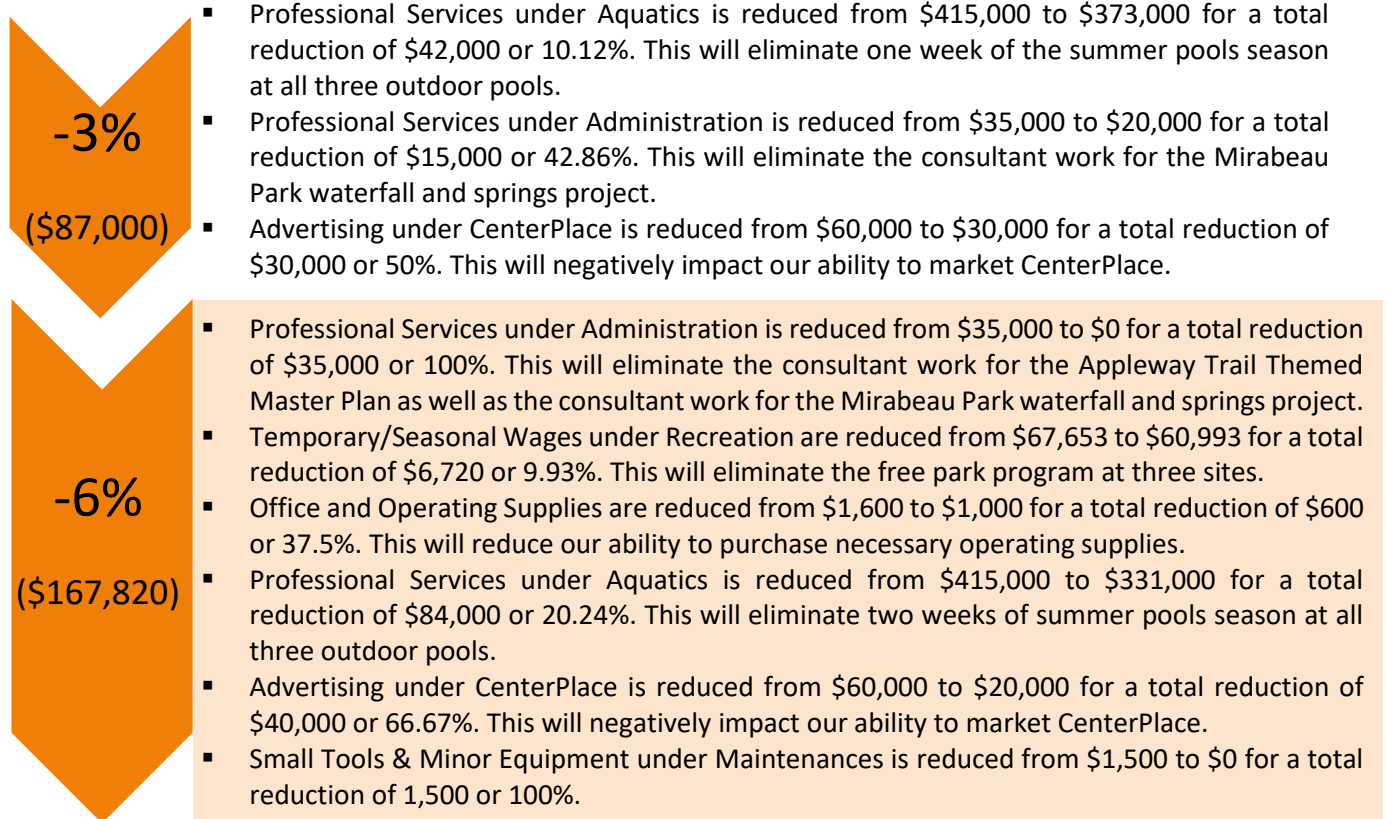 -3%
($87,000)
▪ Professional Services under Aquatics is reduced from $415,000 to $373,000 for a total
reduction of $42,000 or 10.12%. This will eliminate one week of the summer pools season
at all three outdoor pools.
▪ Professional Services under Administration is reduced from $35,000 to $20,000 for a total
reduction of $15,000 or 42.86%. This will eliminate the consultant work for the Mirabeau
Park waterfall and springs project.
▪ Advertising under CenterPlace is reduced from $60,000 to $30,000 for a total reduction of
$30,000 or 50%. This will negatively impact our ability to market CenterPlace.
-6%
($167,820)
▪ Professional Services under Administration is reduced from $35,000 to $0 for a total reduction
of $35,000 or 100%. This will eliminate the consultant work for the Appleway Trail Themed
Master Plan as well as the consultant work for the Mirabeau Park waterfall and springs project.
▪ Temporary/Seasonal Wages under Recreation are reduced from $67,653 to $60,993 for a total
reduction of $6,720 or 9.93%. This will eliminate the free park program at three sites.
▪ Office and Operating Supplies are reduced from $1,600 to $1,000 for a total reduction of $600
or 37.5%. This will reduce our ability to purchase necessary operating supplies.
▪ Professional Services under Aquatics is reduced from $415,000 to $331,000 for a total
reduction of $84,000 or 20.24%. This will eliminate two weeks of summer pools season at all
three outdoor pools.
▪ Advertising under CenterPlace is reduced from $60,000 to $20,000 for a total reduction of
$40,000 or 66.67%. This will negatively impact our ability to market CenterPlace.
▪ Small Tools & Minor Equipment under Maintenances is reduced from $1,500 to $0 for a total
reduction of 1,500 or 100%.